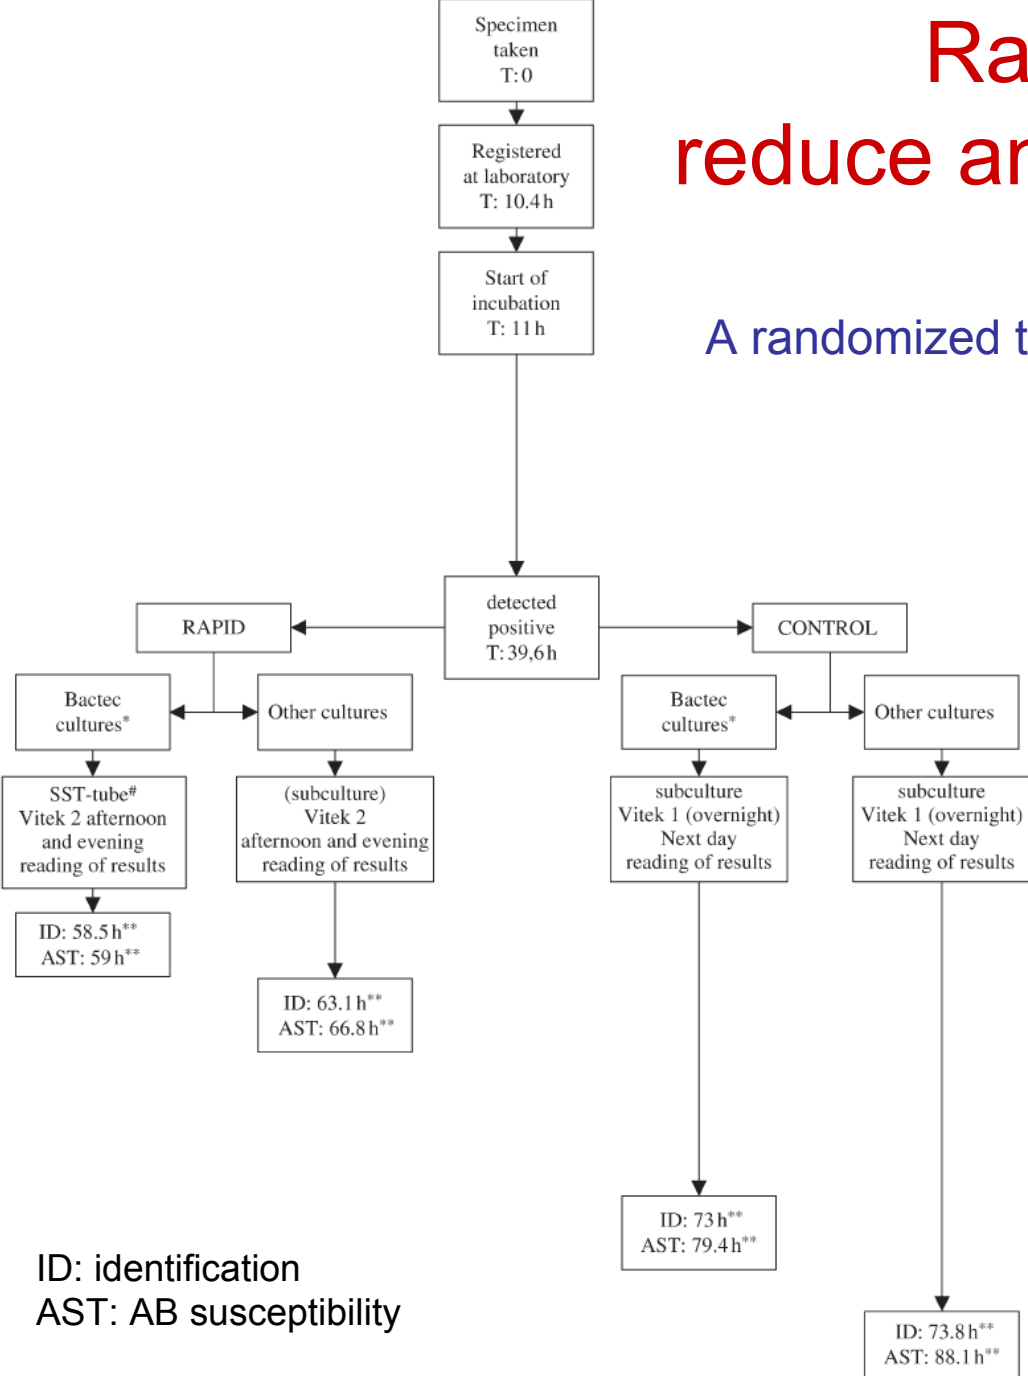 Specimen
taken
T: 0
Ra
reduce ar
Registered
at laboratory
T: 10.4 h
Start of
incubation
T: 11 h
A randomized t
detected
positive
T: 39,6 h
RAPID
CONTROL
Bactec
cultures*
Other cultures
Bactec
cultures*
Other cultures
SST-tube#
Vitek 2 afternoon
and evening
reading of results
(subculture)
Vitek 2
afternoon and evening
reading of results
subculture
Vitek 1 (overnight)
Next day
reading of results
subculture
Vitek 1 (overnight)
Next day
reading of results
ID: 58.5 h**
AST: 59 h**
ID: 63.1 h**
AST: 66.8 h**
ID: 73 h**
AST: 79.4 h**
ID: 73.8 h**
AST: 88.1 h**
ID: identification
AST: AB susceptibility